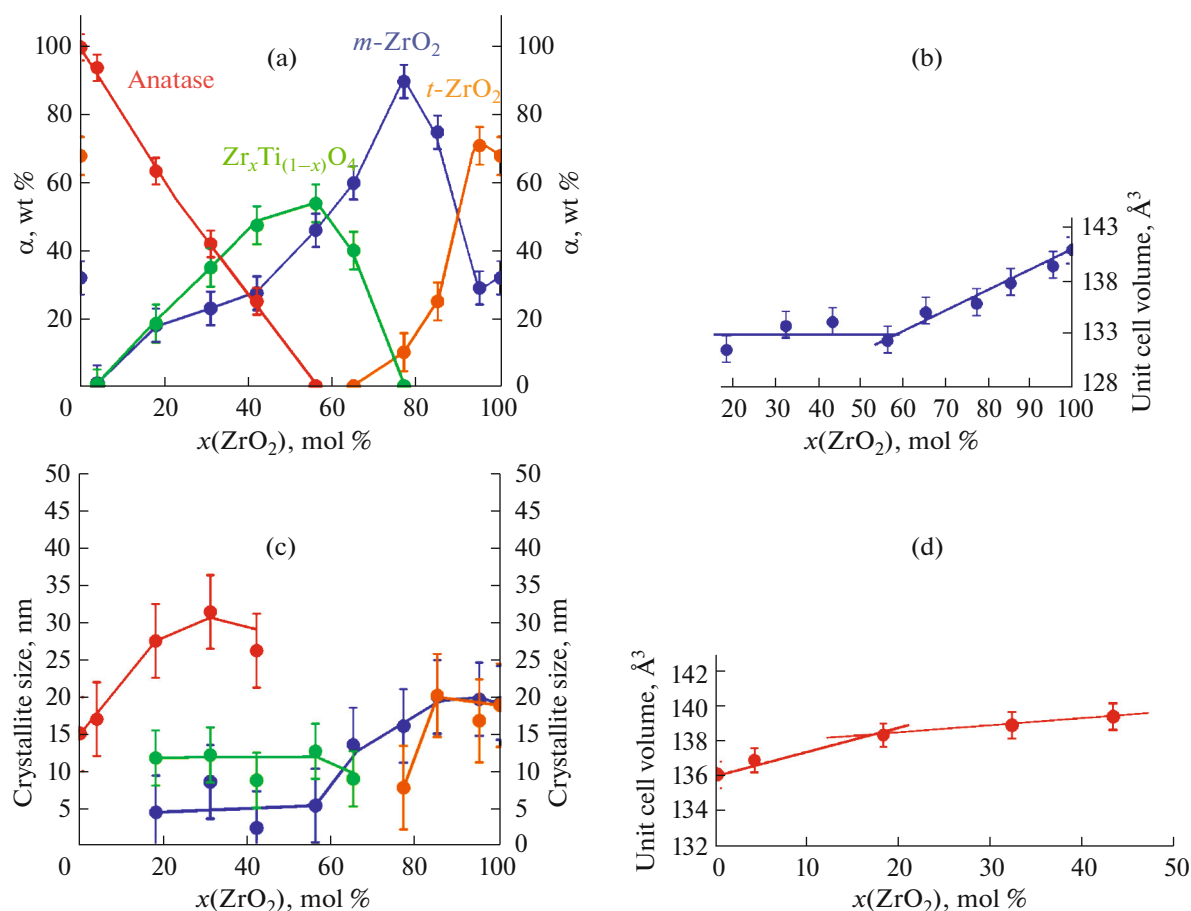 (a)
m-ZrO₂
Anatase
t-ZrO₂
ZrₓTi₍₁₋ₓ₎O₄
100
80
60
40
20
0
α, wt %
100
80
60
40
20
0
α, wt %
0 20 40 60 80 100
x(ZrO₂), mol %
(b)
143
138
133
128
Unit cell volume, Å³
20 30 40 50 60 70 80 90 100
x(ZrO₂), mol %
(c)
50
45
40
35
30
25
20
15
10
5
Crystallite size, nm
50
45
40
35
30
25
20
15
10
5
0
Crystallite size, nm
0 20 40 60 80 100
x(ZrO₂), mol %
(d)
142
140
138
136
134
132
Unit cell volume, Å³
0 10 20 30 40 50
x(ZrO₂), mol %